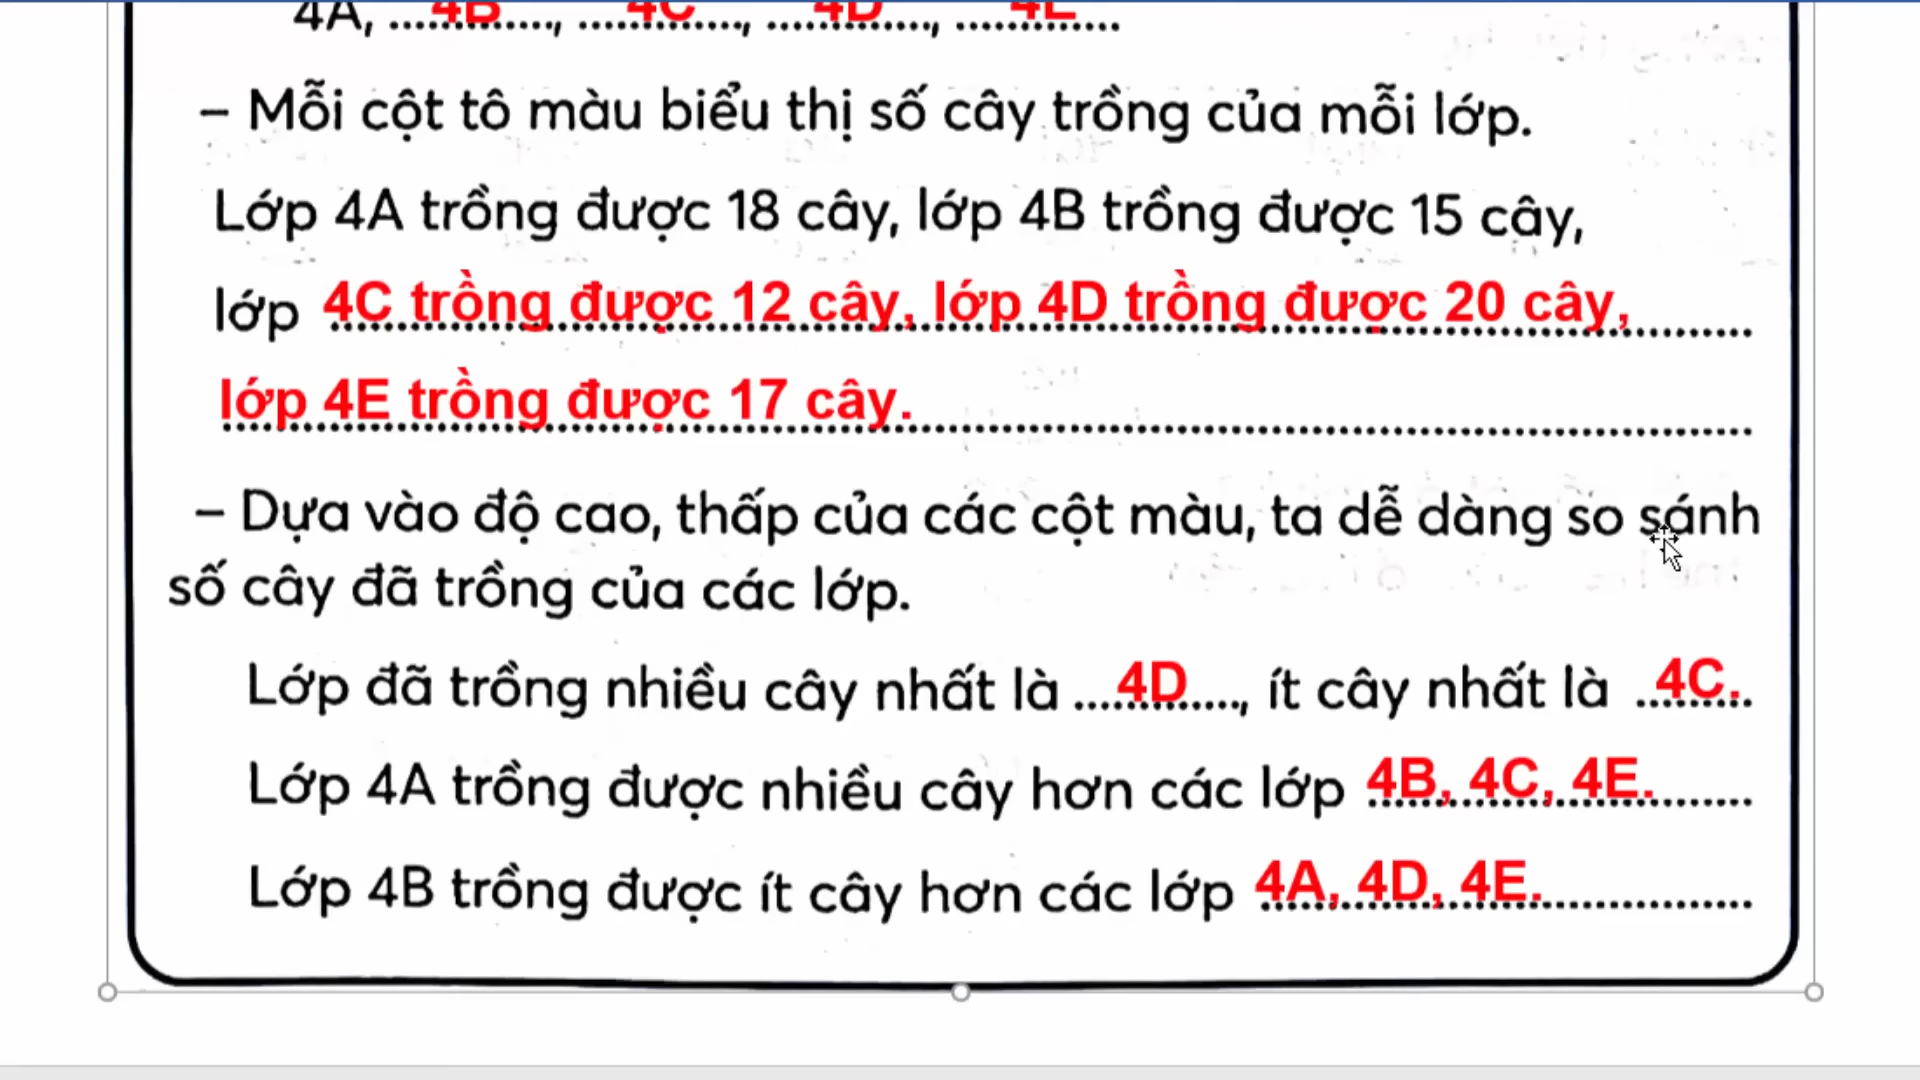 4A, ....4B...., ....4C...., ....4D...., ....4E....
– Mỗi cột tô màu biểu thị số cây trồng của mỗi lớp.
Lớp 4A trồng được 18 cây, lớp 4B trồng được 15 cây,
lớp 4C trồng được 12 cây, lớp 4D trồng được 20 cây,
lớp 4E trồng được 17 cây.
– Dựa vào độ cao, thấp của các cột màu, ta dễ dàng so sánh
số cây đã trồng của các lớp.
Lớp đã trồng nhiều cây nhất là ....4D...., ít cây nhất là ..4C...
Lớp 4A trồng được nhiều cây hơn các lớp 4B, 4C, 4E.
Lớp 4B trồng được ít cây hơn các lớp 4A, 4D, 4E.